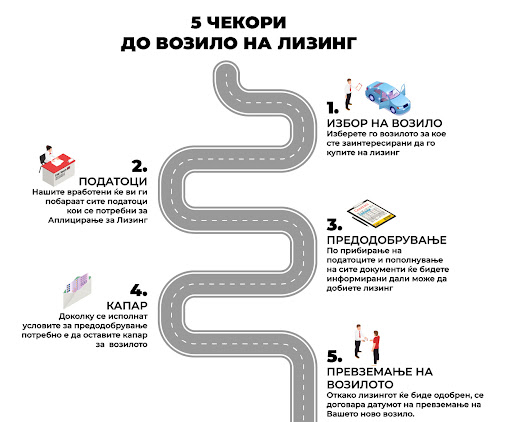 5 ЧЕКОРИ
ДО ВОЗИЛО НА ЛИЗИНГ
1.
ИЗБОР НА ВОЗИЛО
Изберете го возилото за кое
сте заинтересирани да го
купите на лизинг
2.
ПОДАТОЦИ
Нашите вработени ќе ви ги
побараат сите податоци
кои се потребни за
Аплицирање за Лизинг
3.
ПРЕДОДОБРУВАЊЕ
По прибирање на
податоците и пополнување
на сите документи ќе бидете
информирани дали може да
добиете лизинг
4.
КАПАР
Доколку се исполнат
условите за предодобрување
потребно е да оставите капар
за возилото
5.
ПРЕВЗЕМАЊЕ НА
ВОЗИЛОТО
Откако лизингот ќе биде одобрен, се
договара датумот на превземање на
Вашето ново возило.